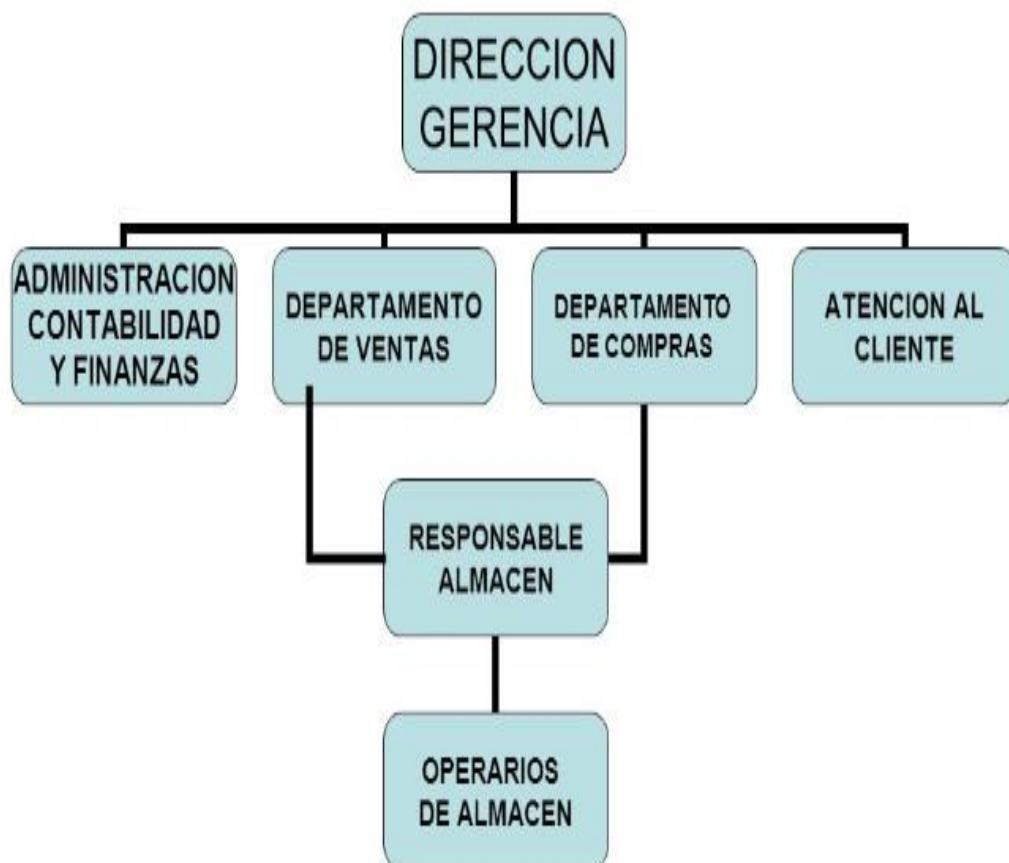 DIRECCION
GERENCIA
ADMINISTRACION
CONTABILIDAD
Y FINANZAS
DEPARTAMENTO
DE VENTAS
DEPARTAMENTO
DE COMPRAS
ATENCION AL
CLIENTE
RESPONSABLE
ALMACEN
OPERARIOS
DE ALMACEN